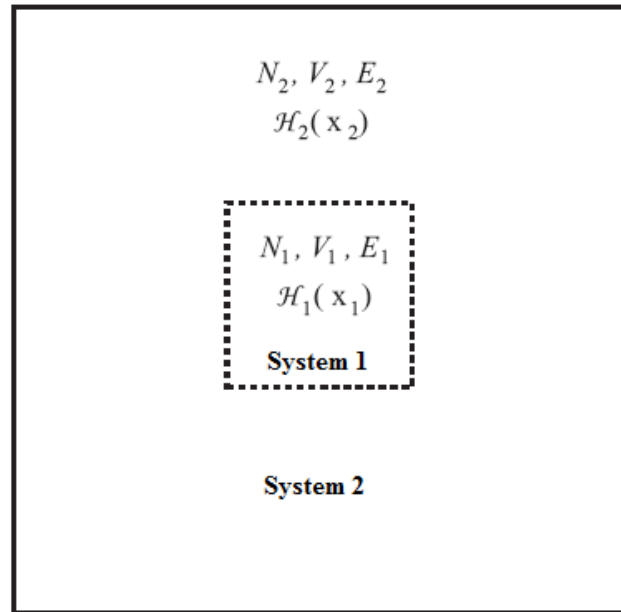 N₂, V₂, E₂
ℋ₂(x₂)
N₁, V₁, E₁
ℋ₁(x₁)
System 1
System 2